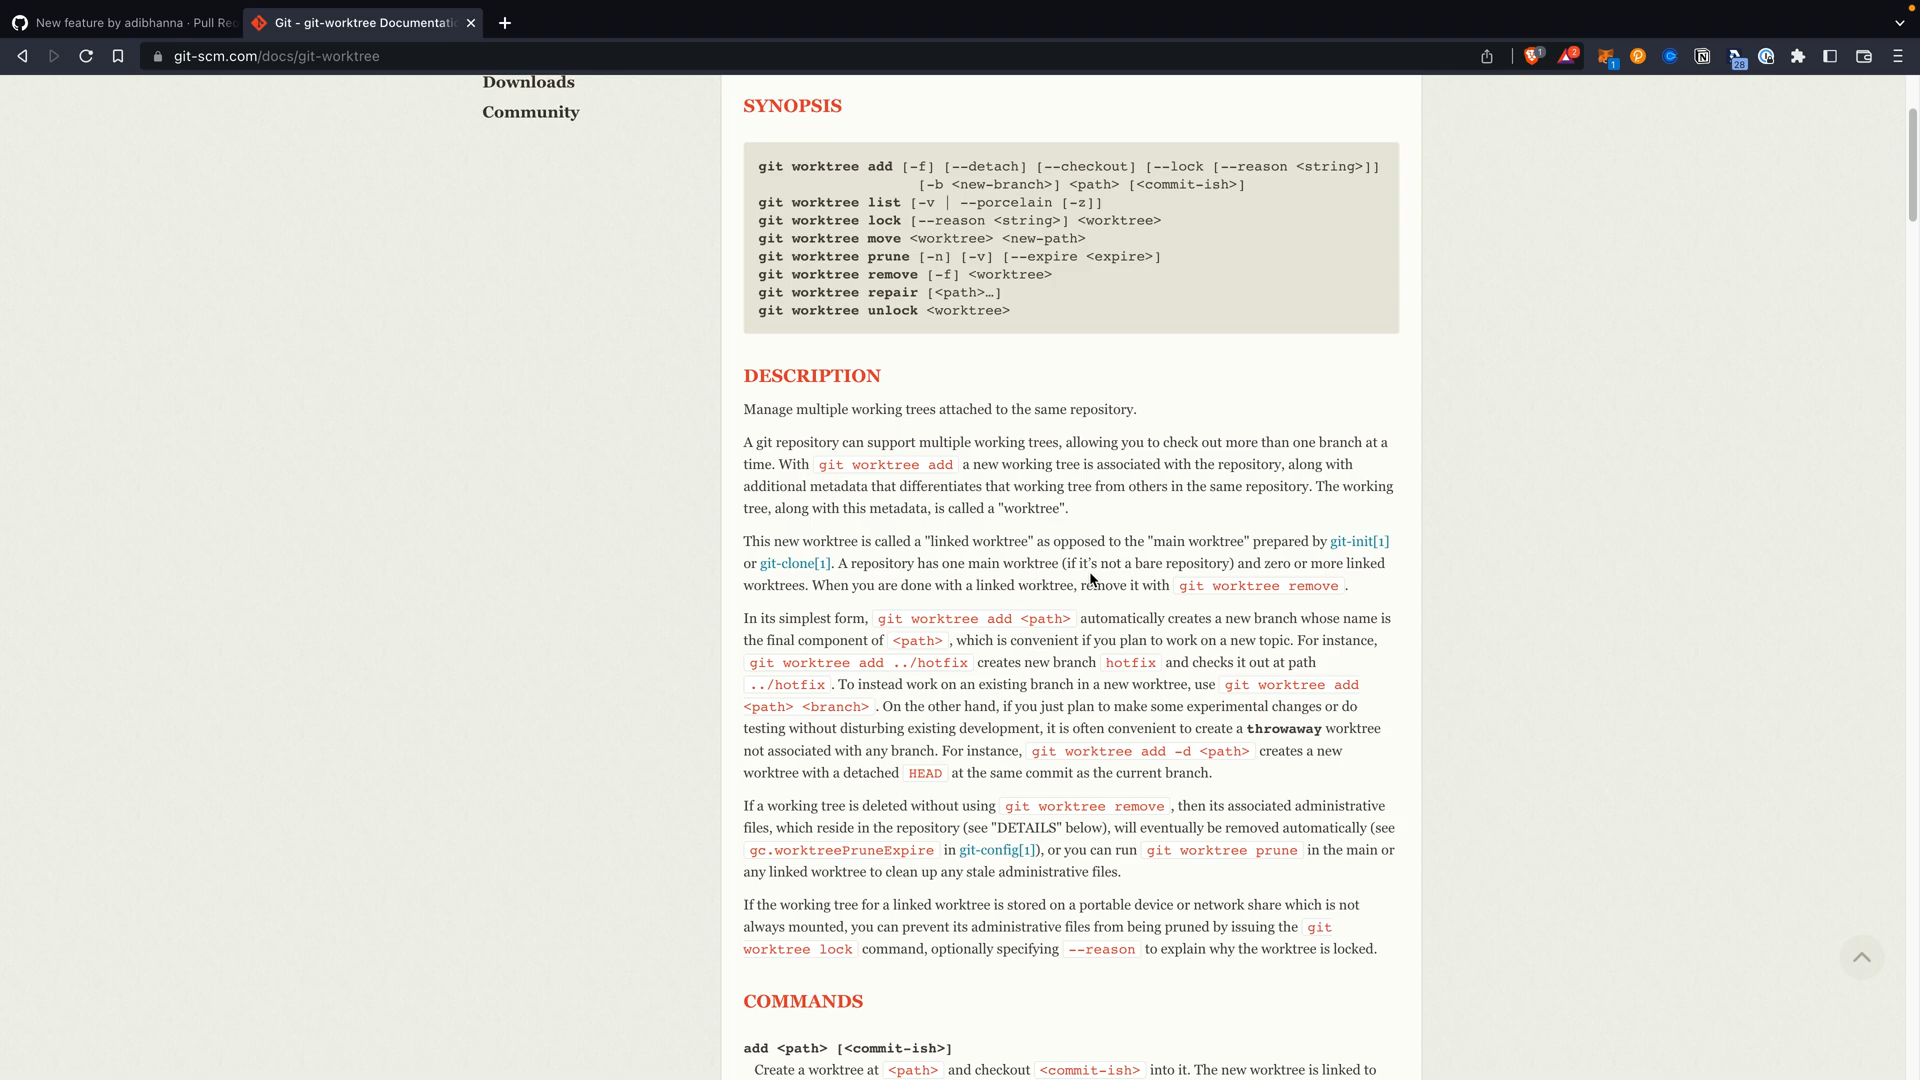 New feature by adibhanna · Pull Re
Git - git-worktree Documentatio
git-scm.com/docs/git-worktree
1
2
1
28
Downloads
Community
SYNOPSIS
git worktree add [-f] [--detach] [--checkout] [--lock [--reason <string>]]
[-b <new-branch>] <path> [<commit-ish>]
git worktree list [-v | --porcelain [-z]]
git worktree lock [--reason <string>] <worktree>
git worktree move <worktree> <new-path>
git worktree prune [-n] [-v] [--expire <expire>]
git worktree remove [-f] <worktree>
git worktree repair [<path>…]
git worktree unlock <worktree>
DESCRIPTION
Manage multiple working trees attached to the same repository.
A git repository can support multiple working trees, allowing you to check out more than one branch at a
time. With git worktree add a new working tree is associated with the repository, along with
additional metadata that differentiates that working tree from others in the same repository. The working
tree, along with this metadata, is called a "worktree".
This new worktree is called a "linked worktree" as opposed to the "main worktree" prepared by git-init[1]
or git-clone[1]. A repository has one main worktree (if it's not a bare repository) and zero or more linked
worktrees. When you are done with a linked worktree, remove it with git worktree remove.
In its simplest form, git worktree add <path> automatically creates a new branch whose name is
the final component of <path>, which is convenient if you plan to work on a new topic. For instance,
git worktree add ../hotfix creates new branch hotfix and checks it out at path
../hotfix. To instead work on an existing branch in a new worktree, use git worktree add
<path> <branch>. On the other hand, if you just plan to make some experimental changes or do
testing without disturbing existing development, it is often convenient to create a throwaway worktree
not associated with any branch. For instance, git worktree add -d <path> creates a new
worktree with a detached HEAD at the same commit as the current branch.
If a working tree is deleted without using git worktree remove, then its associated administrative
files, which reside in the repository (see "DETAILS" below), will eventually be removed automatically (see
gc.worktreePruneExpire in git-config[1]), or you can run git worktree prune in the main or
any linked worktree to clean up any stale administrative files.
If the working tree for a linked worktree is stored on a portable device or network share which is not
always mounted, you can prevent its administrative files from being pruned by issuing the git
worktree lock command, optionally specifying --reason to explain why the worktree is locked.
COMMANDS
add <path> [<commit-ish>]
Create a worktree at <path> and checkout <commit-ish> into it. The new worktree is linked to